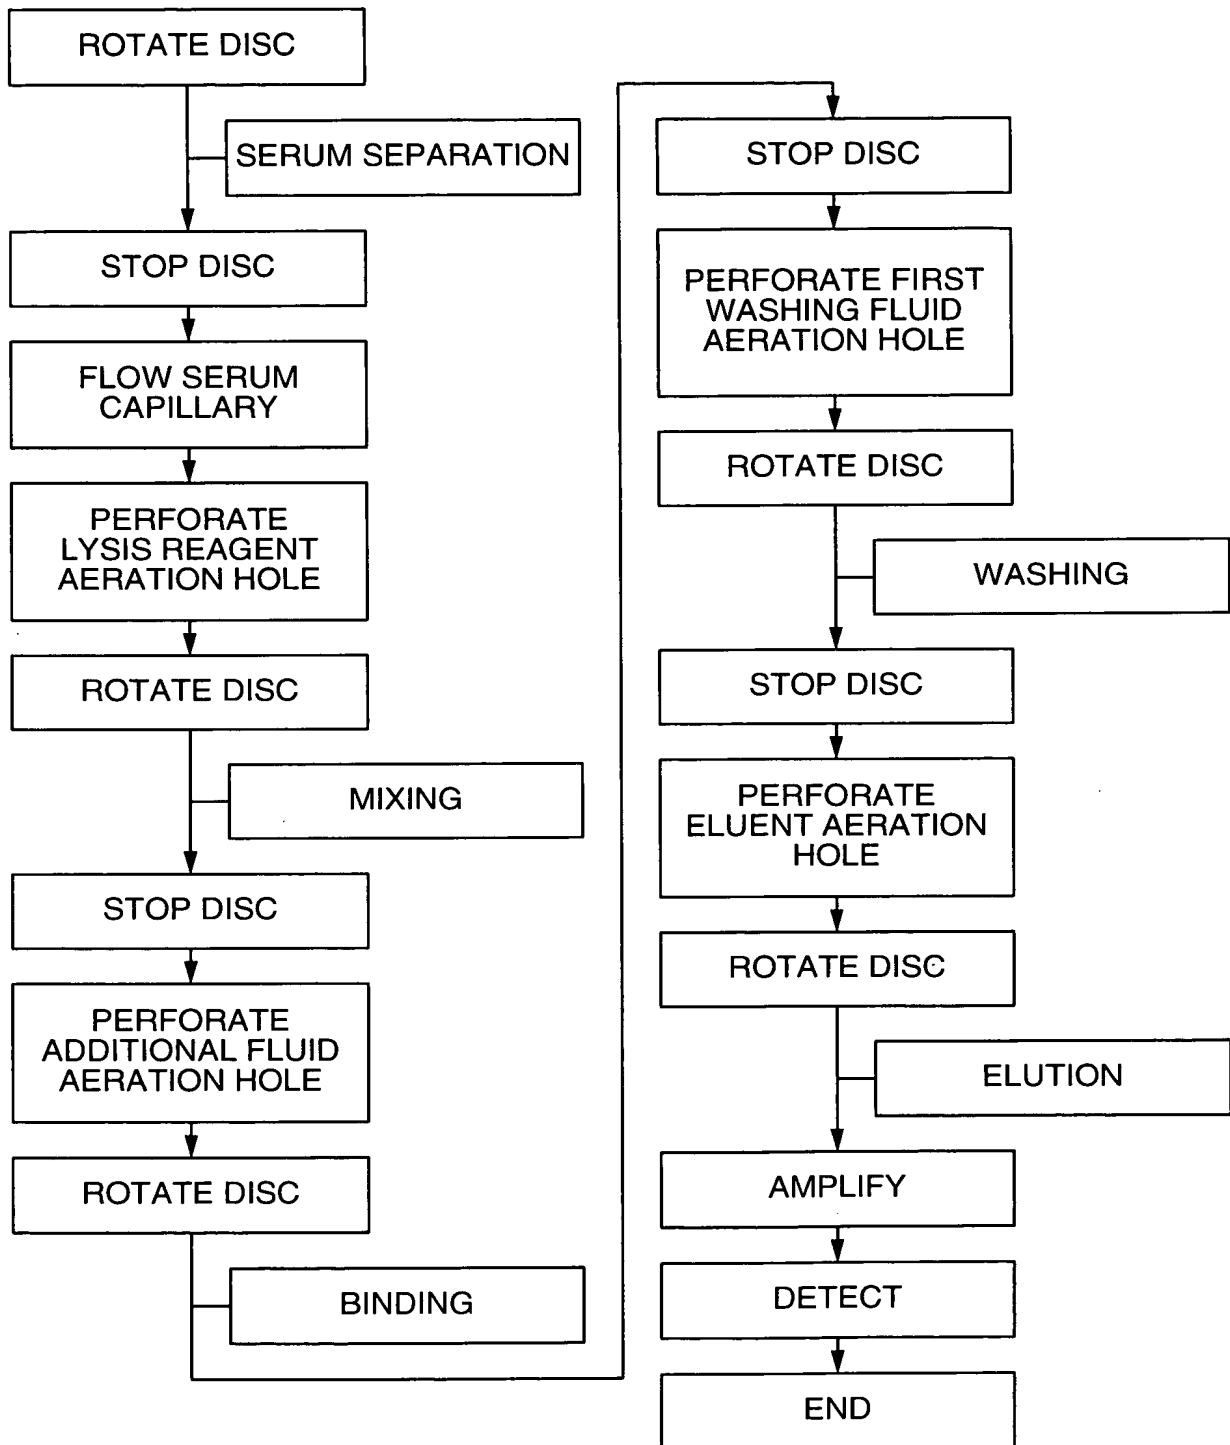 ROTATE DISC
SERUM SEPARATION
STOP DISC
FLOW SERUM
CAPILLARY
PERFORATE
LYSIS REAGENT
AERATION HOLE
ROTATE DISC
MIXING
STOP DISC
PERFORATE
ADDITIONAL FLUID
AERATION HOLE
ROTATE DISC
BINDING
STOP DISC
PERFORATE FIRST
WASHING FLUID
AERATION HOLE
ROTATE DISC
WASHING
STOP DISC
PERFORATE
ELUENT AERATION
HOLE
ROTATE DISC
ELUTION
AMPLIFY
DETECT
END